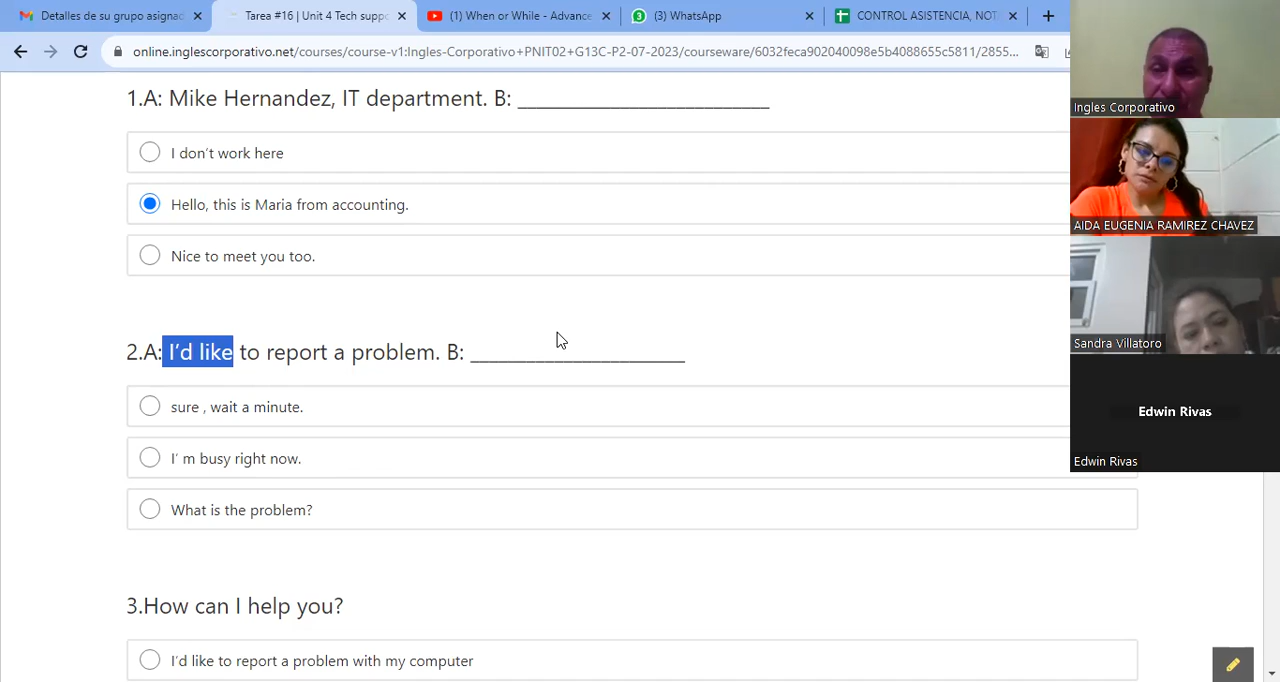 Detalles de su grupo asignad
Tarea #16 | Unit 4 Tech suppo
(1) When or While - Advance
(3) WhatsApp
CONTROL ASISTENCIA, NOT
online.inglescorporativo.net/courses/course-v1:Ingles-Corporativo+PNIT02+G13C-P2-07-2023/courseware/6032feca902040098e5b4088655c5811/2855...
1.A: Mike Hernandez, IT department. B: ___________________________
I don't work here
Hello, this is Maria from accounting.
Nice to meet you too.
2.A: I'd like to report a problem. B: _______________________
sure , wait a minute.
I' m busy right now.
What is the problem?
3.How can I help you?
I'd like to report a problem with my computer
Ingles Corporativo
AIDA EUGENIA RAMIREZ CHAVEZ
Sandra Villatoro
Edwin Rivas
Edwin Rivas